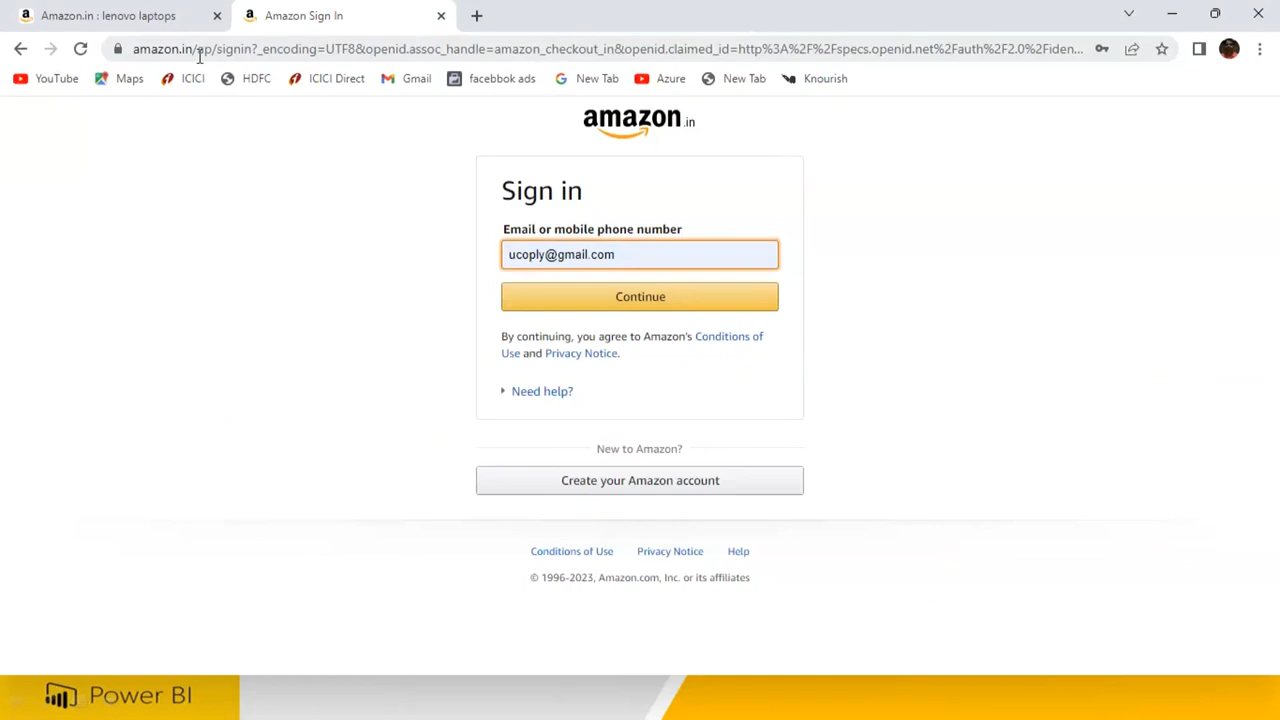 Amazon.in : lenovo laptops
Amazon Sign In
amazon.in/ap/signin?_encoding=UTF8&openid.assoc_handle=amazon_checkout_in&openid.claimed_id=http%3A%2F%2Fspecs.openid.net%2Fauth%2F2.0%2Fiden...
YouTube Maps ICICI HDFC ICICI Direct Gmail facebbok ads New Tab Azure New Tab Knourish
amazon.in
Sign in
Email or mobile phone number
ucoply@gmail.com
Continue
By continuing, you agree to Amazon's Conditions of
Use and Privacy Notice.
Need help?
New to Amazon?
Create your Amazon account
Conditions of Use Privacy Notice Help
© 1996-2023, Amazon.com, Inc. or its affiliates
Power BI